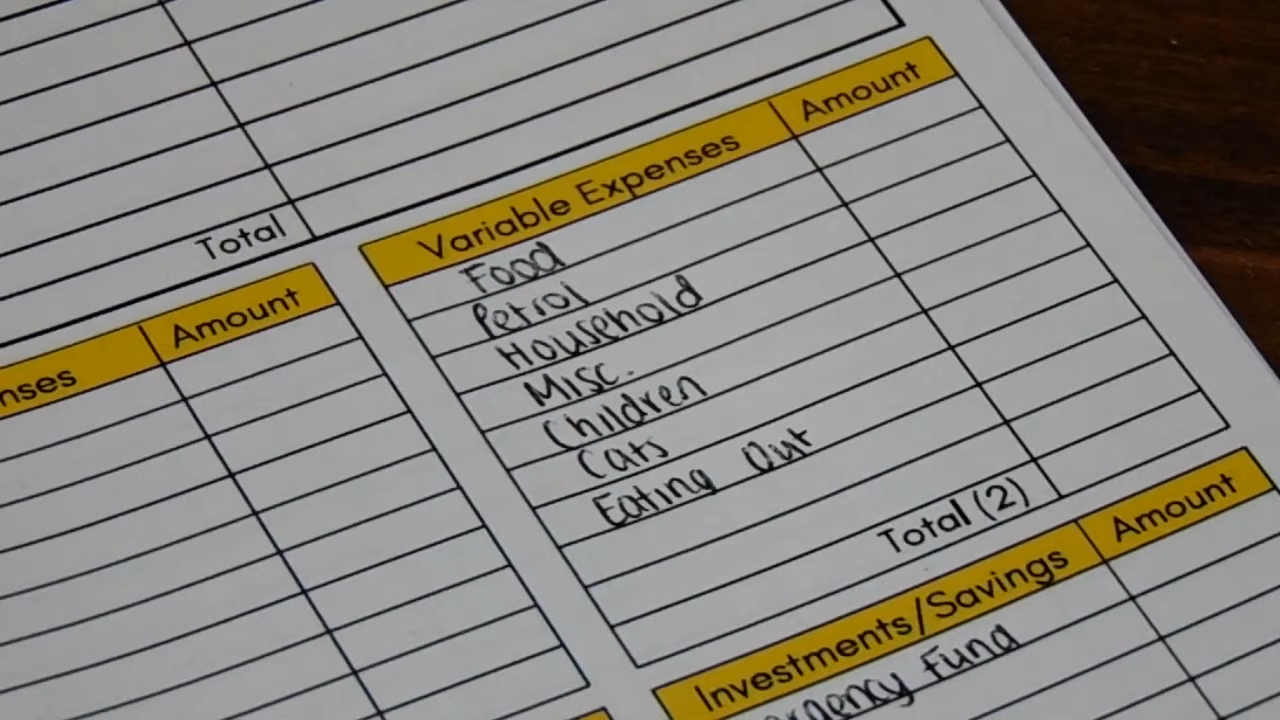 Total
Amount
Variable Expenses Amount
Food
Petrol
Household
Misc.
Children
Cats
Eating Out
Total (2)
Investments/Savings Amount
Fund